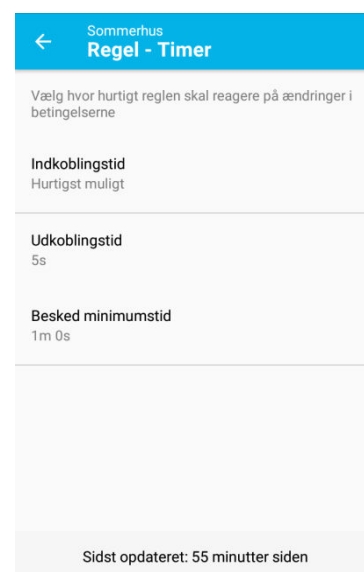 Sommerhus
Regel - Timer
Vælg hvor hurtigt reglen skal reagere på ændringer i
betingelserne
Indkoblingstid
Hurtigst muligt
Udkoblingstid
5s
Besked minimumstid
1m 0s
Sidst opdateret: 55 minutter siden